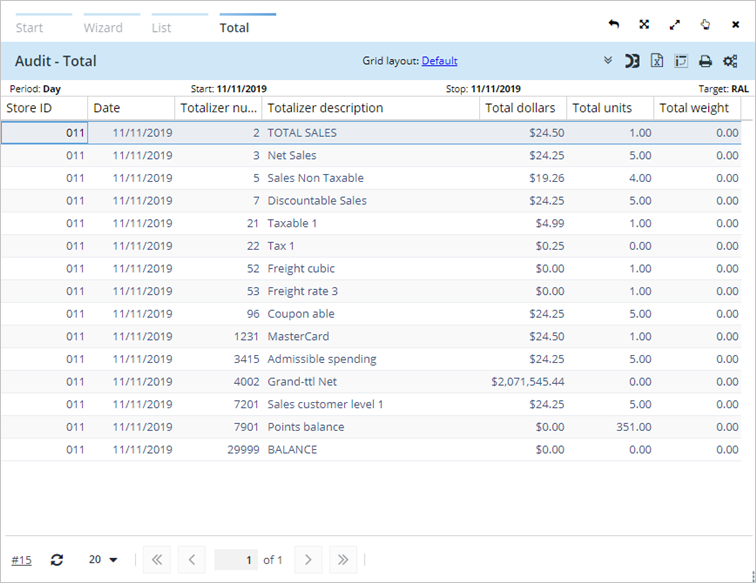 Start Wizard List Total
Audit - Total Grid layout: Default
Period: Day Start: 11/11/2019 Stop: 11/11/2019 Target: RAL
Store ID Date Totalizer nu... Totalizer description Total dollars Total units Total weight
011 11/11/2019 2 TOTAL SALES $24.50 1.00 0.00
011 11/11/2019 3 Net Sales $24.25 5.00 0.00
011 11/11/2019 5 Sales Non Taxable $19.26 4.00 0.00
011 11/11/2019 7 Discountable Sales $24.25 5.00 0.00
011 11/11/2019 21 Taxable 1 $4.99 1.00 0.00
011 11/11/2019 22 Tax 1 $0.25 0.00 0.00
011 11/11/2019 52 Freight cubic $0.00 1.00 0.00
011 11/11/2019 53 Freight rate 3 $0.00 1.00 0.00
011 11/11/2019 96 Coupon able $24.25 5.00 0.00
011 11/11/2019 1231 MasterCard $24.50 1.00 0.00
011 11/11/2019 3415 Admissible spending $24.25 5.00 0.00
011 11/11/2019 4002 Grand-ttl Net $2,071,545.44 0.00 0.00
011 11/11/2019 7201 Sales customer level 1 $24.25 5.00 0.00
011 11/11/2019 7901 Points balance $0.00 351.00 0.00
011 11/11/2019 29999 BALANCE $0.00 0.00 0.00
#15 20 1 of 1